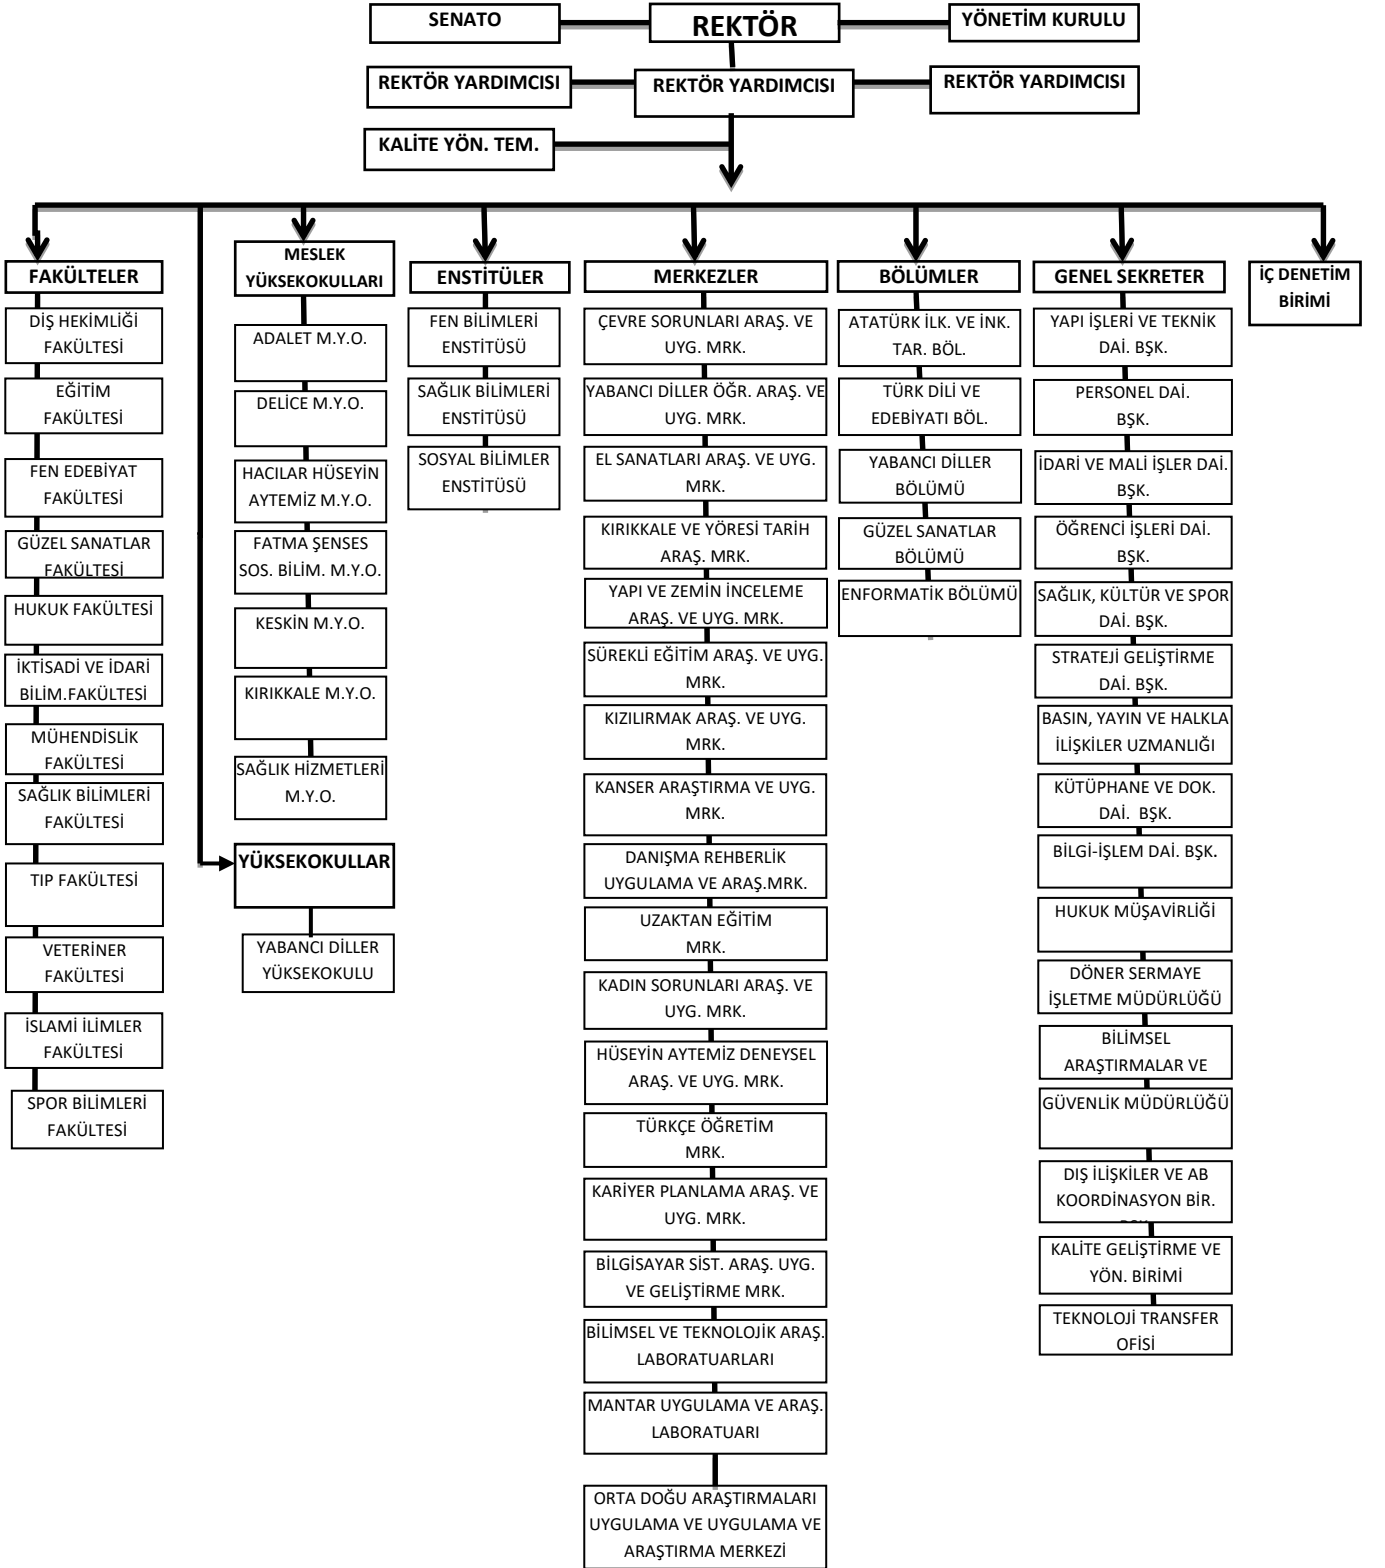 SENATO
REKTÖR
YÖNETİM KURULU
REKTÖR YARDIMCISI
REKTÖR YARDIMCISI
REKTÖR YARDIMCISI
KALİTE YÖN. TEM.
FAKÜLTELER
DİŞ HEKİMLİĞİ
FAKÜLTESİ
EĞİTİM
FAKÜLTESİ
FEN EDEBİYAT
FAKÜLTESİ
GÜZEL SANATLAR
FAKÜLTESİ
HUKUK FAKÜLTESİ
İKTİSADİ VE İDARİ
BİLİM.FAKÜLTESİ
MÜHENDİSLİK
FAKÜLTESİ
SAĞLIK BİLİMLERİ
FAKÜLTESİ
TIP FAKÜLTESİ
VETERİNER
FAKÜLTESİ
İSLAMİ İLİMLER
FAKÜLTESİ
SPOR BİLİMLERİ
FAKÜLTESİ
MESLEK
YÜKSEKOKULLARI
ADALET M.Y.O.
DELİCE M.Y.O.
HACILAR HÜSEYİN
AYTEMİZ M.Y.O.
FATMA ŞENSES
SOS. BİLİM. M.Y.O.
KESKİN M.Y.O.
KIRIKKALE M.Y.O.
SAĞLIK HİZMETLERİ
M.Y.O.
YÜKSEKOKULLAR
YABANCI DİLLER
YÜKSEKOKULU
ENSTİTÜLER
FEN BİLİMLERİ
ENSTİTÜSÜ
SAĞLIK BİLİMLERİ
ENSTİTÜSÜ
SOSYAL BİLİMLER
ENSTİTÜSÜ
MERKEZLER
ÇEVRE SORUNLARI ARAŞ. VE
UYG. MRK.
YABANCI DİLLER ÖĞR. ARAŞ. VE
UYG. MRK.
EL SANATLARI ARAŞ. VE UYG.
MRK.
KIRIKKALE VE YÖRESİ TARİH
ARAŞ. MRK.
YAPI VE ZEMİN İNCELEME
ARAŞ. VE UYG. MRK.
SÜREKLİ EĞİTİM ARAŞ. VE UYG.
MRK.
KIZILIRMAK ARAŞ. VE UYG.
MRK.
KANSER ARAŞTIRMA VE UYG.
MRK.
DANIŞMA REHBERLİK
UYGULAMA VE ARAŞ.MRK.
UZAKTAN EĞİTİM
MRK.
KADIN SORUNLARI ARAŞ. VE
UYG. MRK.
HÜSEYİN AYTEMİZ DENEYSEL
ARAŞ. VE UYG. MRK.
TÜRKÇE ÖĞRETİM
MRK.
KARİYER PLANLAMA ARAŞ. VE
UYG. MRK.
BİLGİSAYAR SİST. ARAŞ. UYG.
VE GELİŞTİRME MRK.
BİLİMSEL VE TEKNOLOJİK ARAŞ.
LABORATUARLARI
MANTAR UYGULAMA VE ARAŞ.
LABORATUARI
ORTA DOĞU ARAŞTIRMALARI
UYGULAMA VE UYGULAMA VE
ARAŞTIRMA MERKEZİ
BÖLÜMLER
ATATÜRK İLK. VE İNK.
TAR. BÖL.
TÜRK DİLİ VE
EDEBİYATI BÖL.
YABANCI DİLLER
BÖLÜMÜ
GÜZEL SANATLAR
BÖLÜMÜ
ENFORMATİK BÖLÜMÜ
GENEL SEKRETER
YAPI İŞLERİ VE TEKNİK
DAİ. BŞK.
PERSONEL DAİ.
BŞK.
İDARİ VE MALİ İŞLER DAİ.
BŞK.
ÖĞRENCİ İŞLERİ DAİ.
BŞK.
SAĞLIK, KÜLTÜR VE SPOR
DAİ. BŞK.
STRATEJİ GELİŞTİRME
DAİ. BŞK.
BASIN, YAYIN VE HALKLA
İLİŞKİLER UZMANLIĞI
KÜTÜPHANE VE DOK.
DAİ. BŞK.
BİLGİ-İŞLEM DAİ. BŞK.
HUKUK MÜŞAVİRLİĞİ
DÖNER SERMAYE
İŞLETME MÜDÜRLÜĞÜ
BİLİMSEL
ARAŞTIRMALAR VE
GÜVENLİK MÜDÜRLÜĞÜ
DIŞ İLİŞKİLER VE AB
KOORDİNASYON BİR.
KALİTE GELİŞTİRME VE
YÖN. BİRİMİ
TEKNOLOJİ TRANSFER
OFİSİ
İÇ DENETİM
BİRİMİ